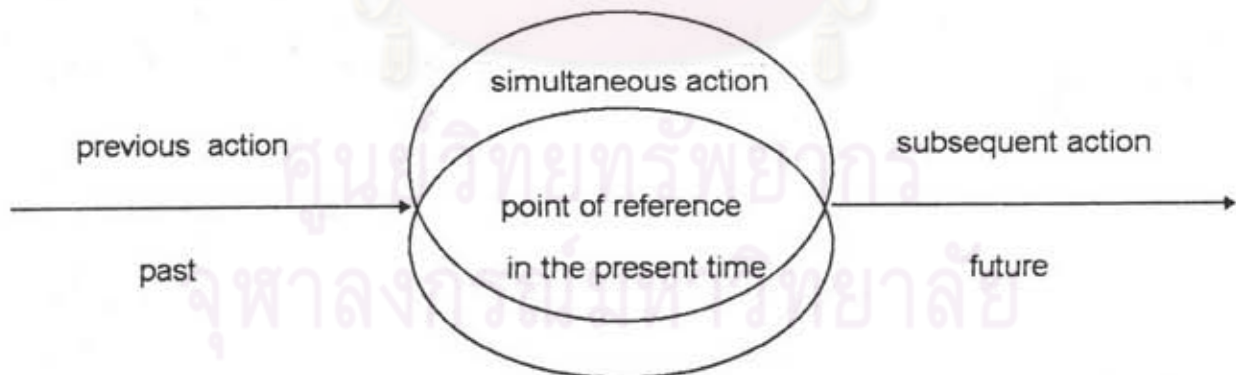 simultaneous action
previous action
subsequent action
ศูนย์วิทยทรัพยากร
point of reference
in the present time
past
future
จุฬาลงกรณ์มหาวิทยาลัย